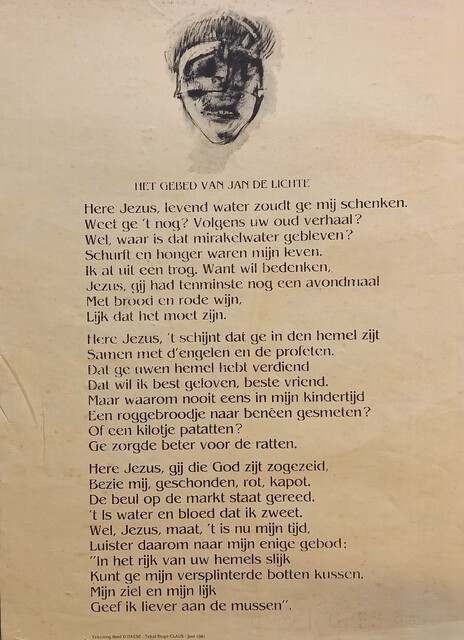 HET GEBED VAN JAN DE LICHTE
Here Jezus, levend water zoudt ge mij schenken.
Weet ge 't nog? Volgens uw oud verhaal?
Wel, waar is dat mirakelwater gebleven?
Schurft en honger waren mijn leven.
Ik at uit een trog. Want wil bedenken,
Jezus, gij had tenminste nog een avondmaal
Met brood en rode wijn,
Lijk dat het moet zijn.
Here Jezus, 't schijnt dat ge in den hemel zijt
Samen met d'engelen en de profeten.
Dat ge uwen hemel hebt verdiend
Dat wil ik best geloven, beste vriend.
Maar waarom nooit eens in mijn kindertijd
Een roggebroodje naar benêen gesmeten?
Of een kilotje patatten?
Ge zorgde beter voor de ratten.
Here Jezus, gij die God zijt zogezeid,
Bezie mij, geschonden, rot, kapot.
De beul op de markt staat gereed.
't Is water en bloed dat ik zweet.
Wel, Jezus, maat, 't is nu mijn tijd,
Luister daarom naar mijn enige gebod:
"In het rijk van uw hemels slijk
Kunt ge mijn versplinterde botten kussen.
Mijn ziel en mijn lijk
Geef ik liever aan de mussen".
Tekening Roel D'HAESE - Tekst Hugo CLAUS - juni